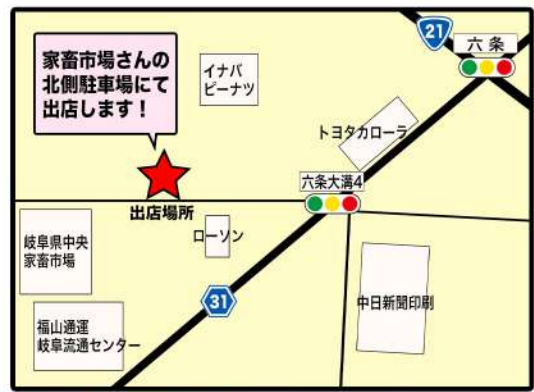 家畜市場さんの
北側駐車場にて
出店します！
イナバ
ピーナツ
21
六条
トヨタカローラ
六条大溝4
出店場所
ローソン
岐阜県中央
家畜市場
31
中日新聞印刷
福山通運
岐阜流通センター